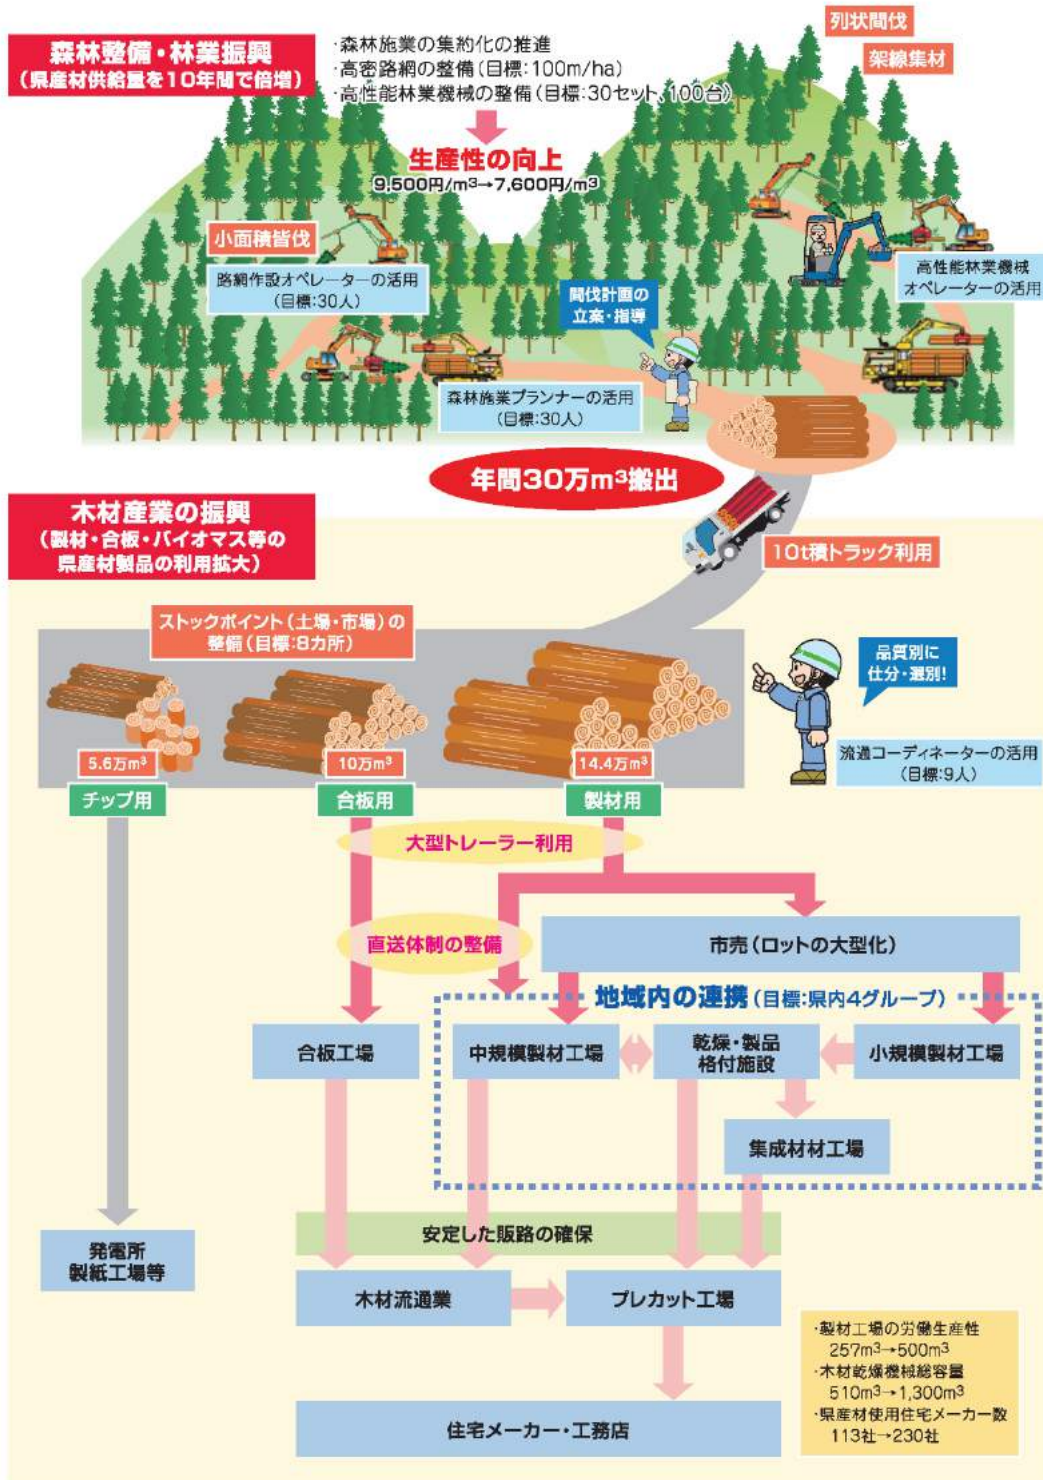 森林整備・林業振興
（県産材供給量を10年間で倍増）
・森林施業の集約化の推進
・高密路網の整備（目標：100m/ha）
・高性能林業機械の整備（目標：30セット、100台）
生産性の向上
9,500円/m³→7,600円/m³
列状間伐
架線集材
小面積皆伐
路網作設オペレーターの活用
（目標：30人）
間伐計画の
立案・指導
高性能林業機械
オペレーターの活用
森林施業プランナーの活用
（目標：30人）
年間30万m³搬出
木材産業の振興
（製材・合板・バイオマス等の
県産材製品の利用拡大）
10t積トラック利用
ストックポイント（土場・市場）の
整備（目標：8カ所）
品質別に
仕分・選別！
流通コーディネーターの活用
（目標：9人）
5.6万m³
10万m³
14.4万m³
チップ用
合板用
製材用
大型トレーラー利用
直送体制の整備
市売（ロットの大型化）
地域内の連携（目標：県内4グループ）
合板工場
中規模製材工場
乾燥・製品
格付施設
小規模製材工場
集成材材工場
安定した販路の確保
発電所
製紙工場等
木材流通業
プレカット工場
住宅メーカー・工務店
・製材工場の労働生産性
257m³→500m³
・木材乾燥機械総容量
510m³→1,300m³
・県産材使用住宅メーカー数
113社→230社